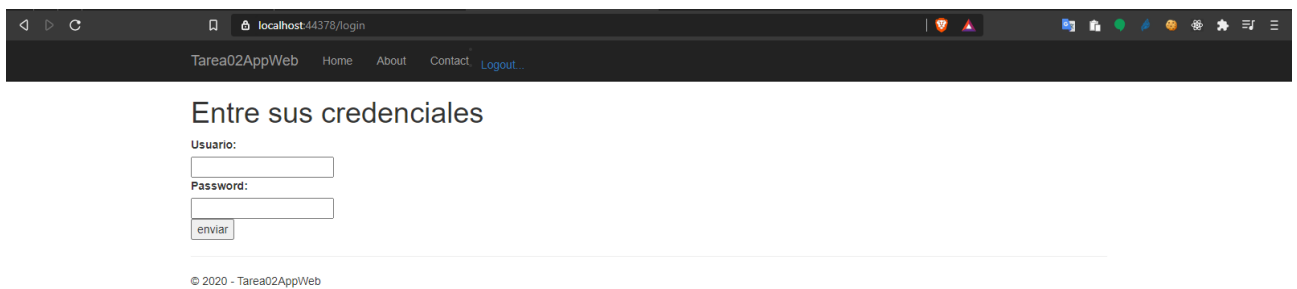 localhost:44378/login
Tarea02AppWeb Home About Contact Logout...
Entre sus credenciales
Usuario:
Password:
enviar
© 2020 - Tarea02AppWeb